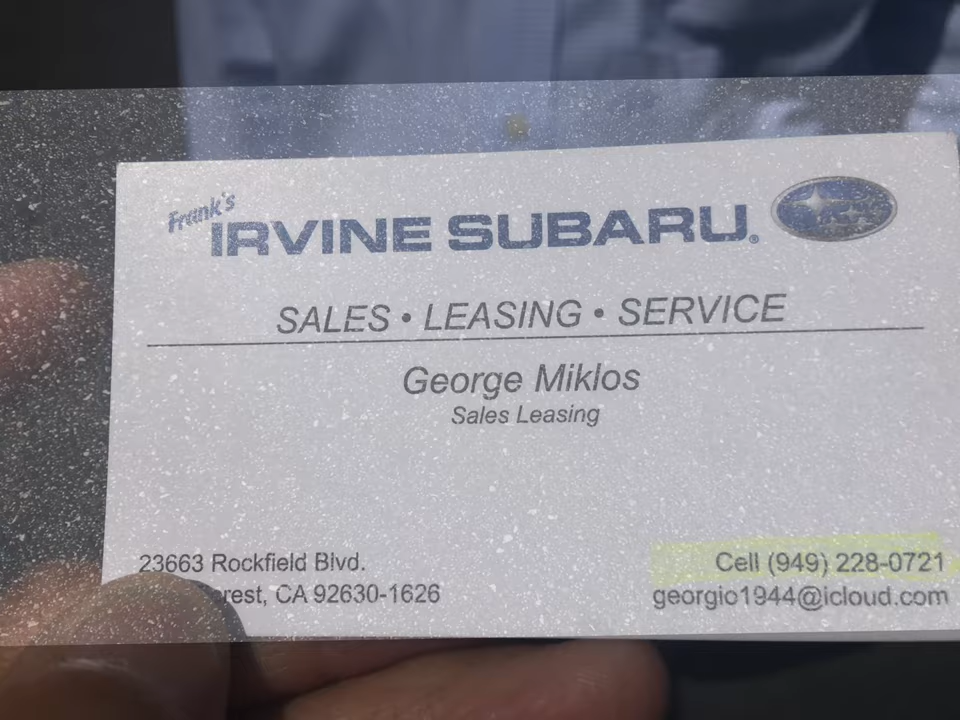 Frank's
IRVINE SUBARU®
SALES • LEASING • SERVICE
George Miklos
Sales Leasing
23663 Rockfield Blvd.
CA 92630-1626
Cell (949) 228-0721
georgio1944@icloud.com